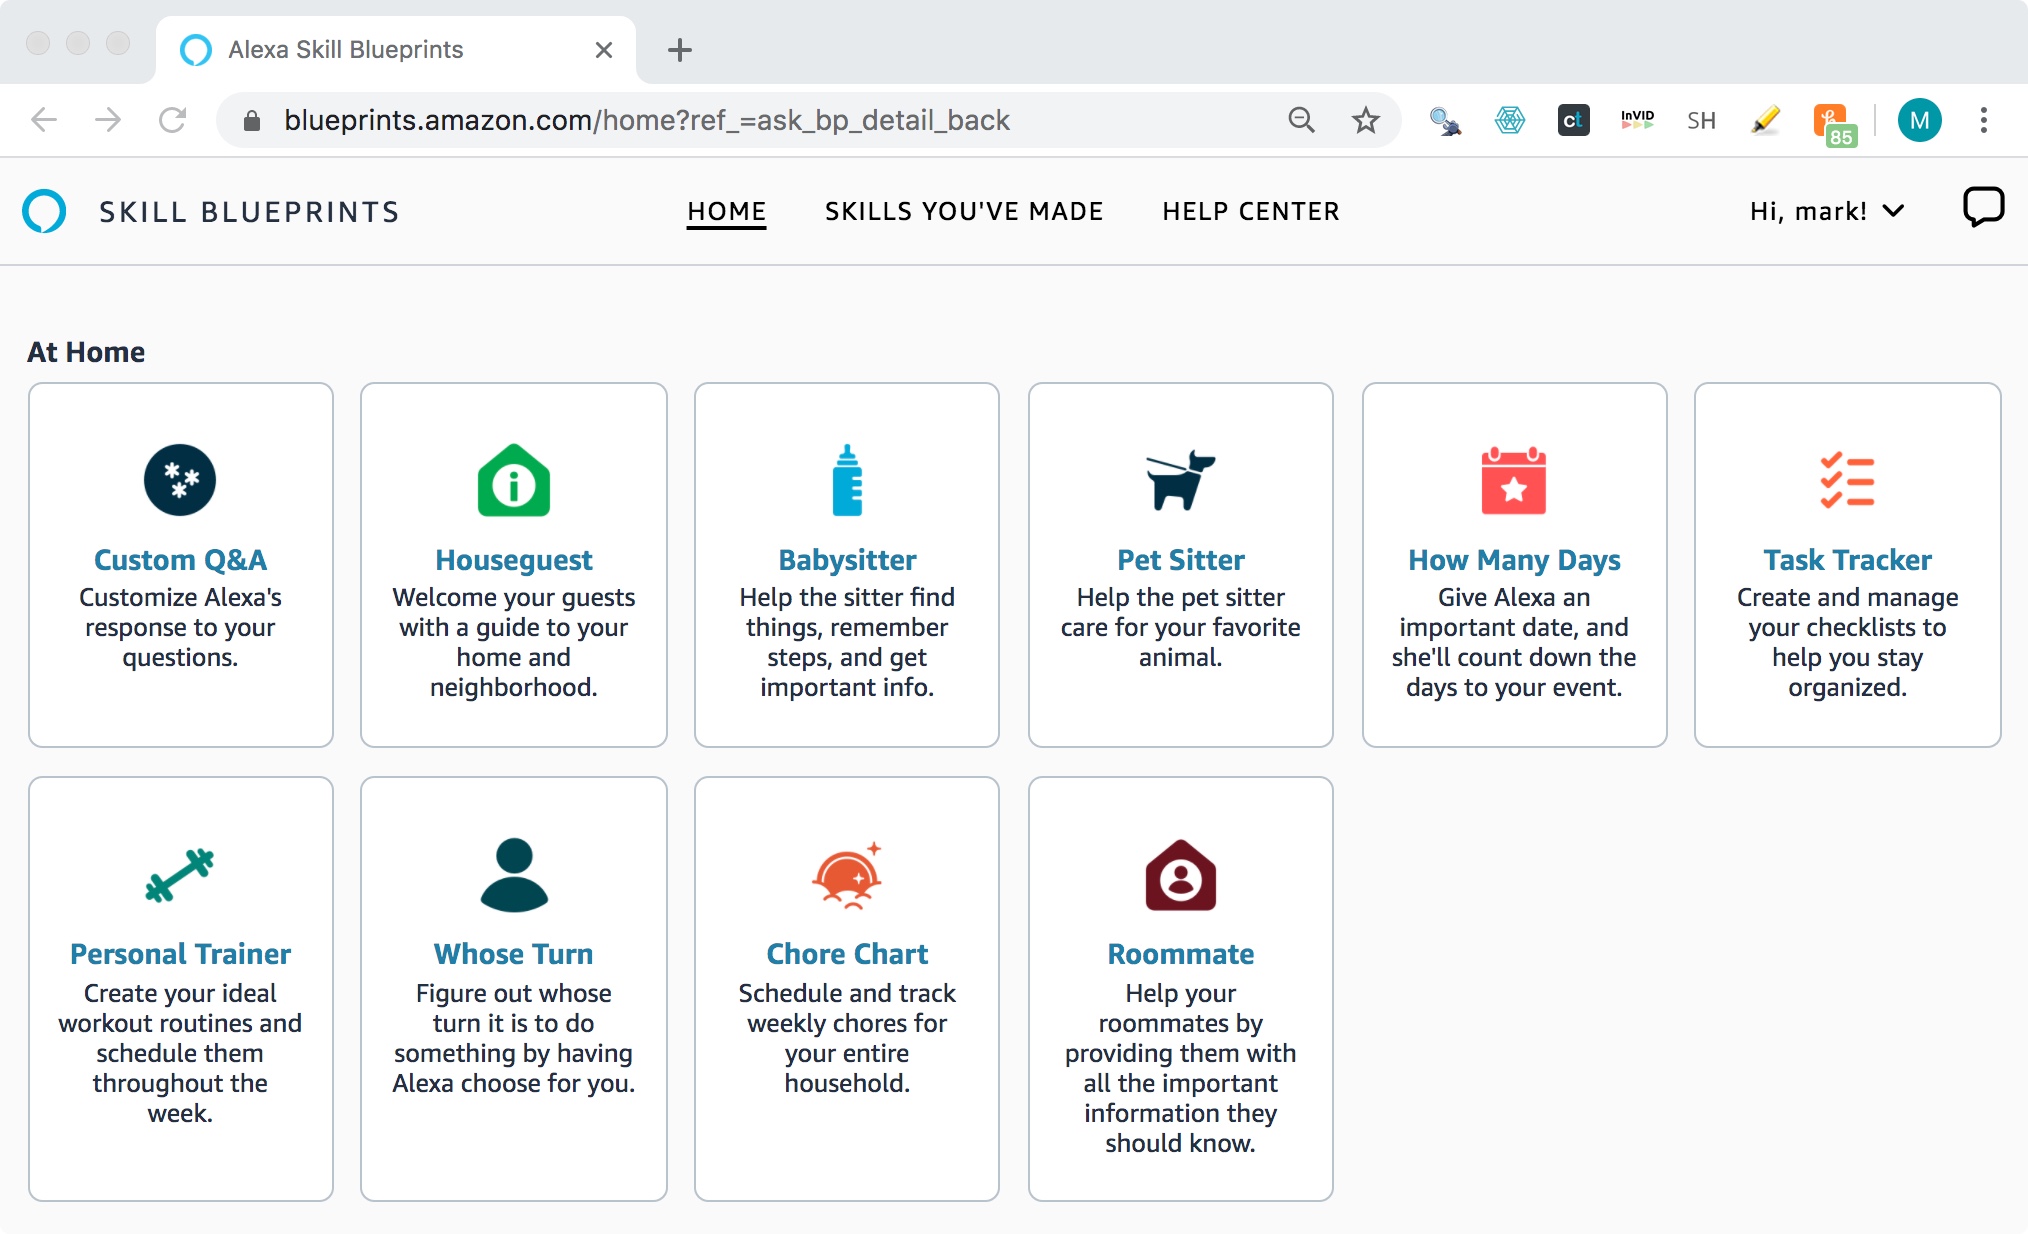 Alexa Skill Blueprints
blueprints.amazon.com/home?ref_=ask_bp_detail_back
ct
InVID
SH
85
M
SKILL BLUEPRINTS
HOME
SKILLS YOU'VE MADE
HELP CENTER
Hi, mark!
At Home
Custom Q&A
Customize Alexa's
response to your
questions.
Houseguest
Welcome your guests
with a guide to your
home and
neighborhood.
Babysitter
Help the sitter find
things, remember
steps, and get
important info.
Pet Sitter
Help the pet sitter
care for your favorite
animal.
How Many Days
Give Alexa an
important date, and
she'll count down the
days to your event.
Task Tracker
Create and manage
your checklists to
help you stay
organized.
Personal Trainer
Create your ideal
workout routines and
schedule them
throughout the
week.
Whose Turn
Figure out whose
turn it is to do
something by having
Alexa choose for you.
Chore Chart
Schedule and track
weekly chores for
your entire
household.
Roommate
Help your
roommates by
providing them with
all the important
information they
should know.